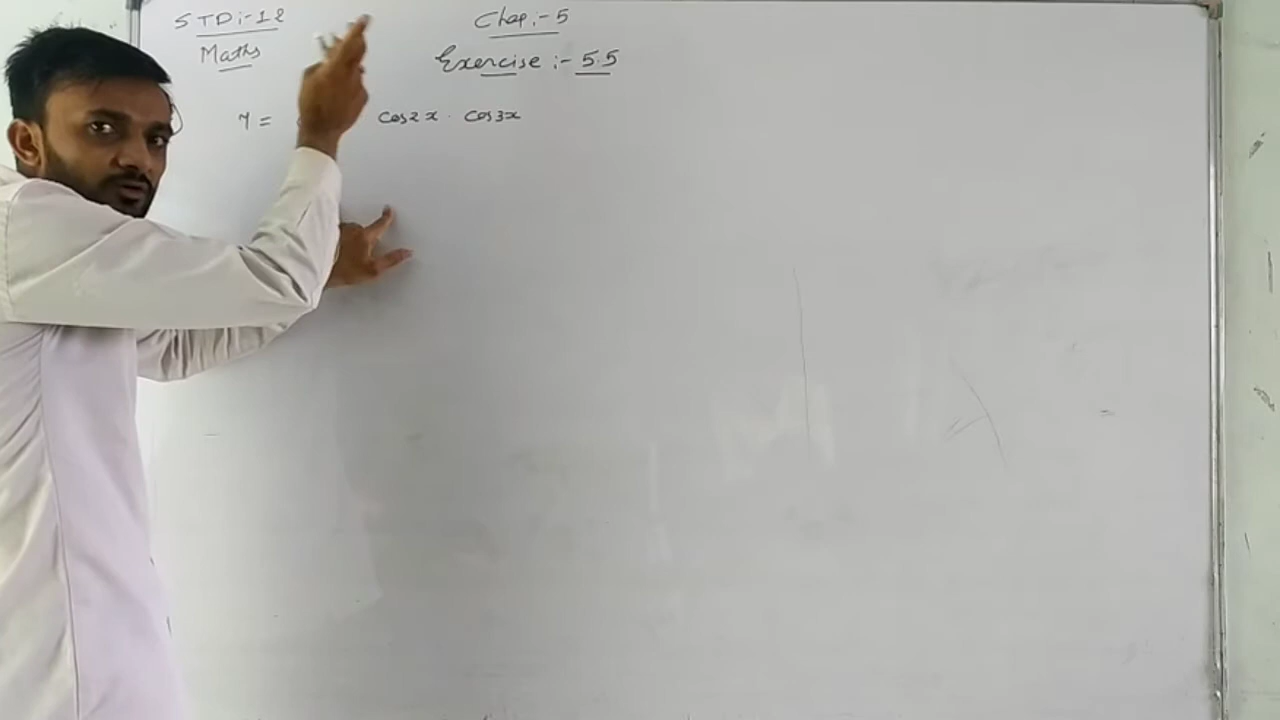 STD:-12
Chap:-5
Maths
Exercise :- 5.5
y = cos2x · cos3x